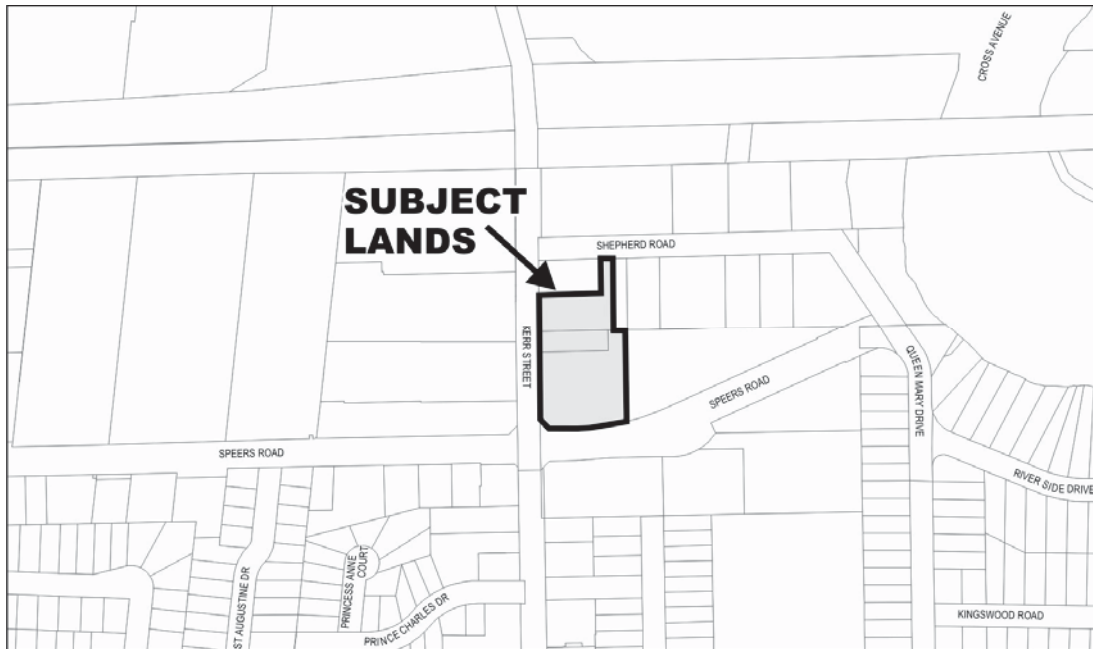 CROSS AVENUE
SUBJECT
LANDS
SHEPHERD ROAD
KERR STREET
SPEERS ROAD
QUEEN MARY DRIVE
SPEERS ROAD
RIVER SIDE DRIVE
ST AUGUSTINE DR
PRINCESS ANNE
COURT
PRINCE CHARLES DR
KINGSWOOD ROAD